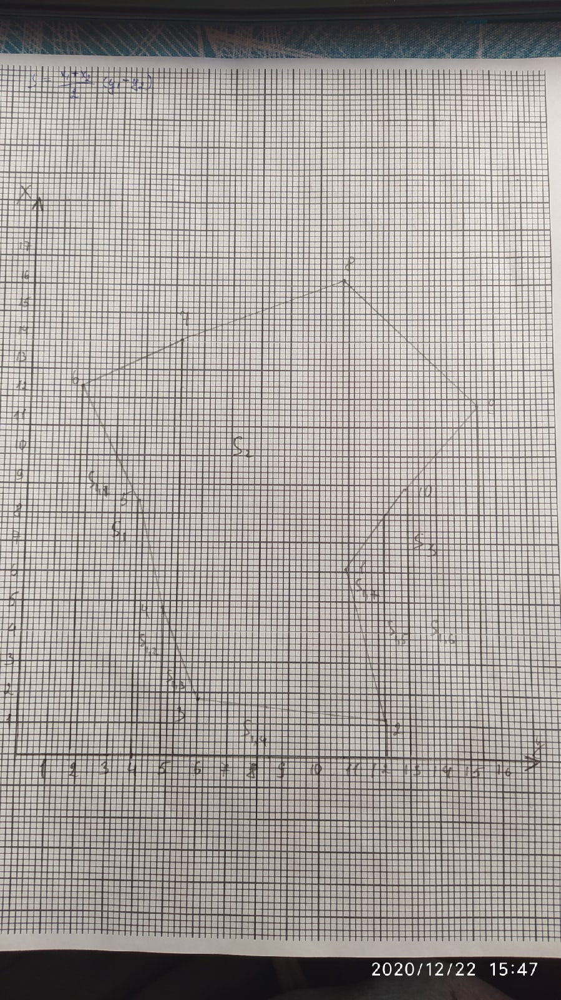 S = x₁+x₂/2 (y₁-y₂)
X
17
16
15
14
13
12
11
10
9
8
7
6
5
4
3
2
1
8
7
6
9
S₂
S₁,₁
5
10
S₁
S₃
1
S₁,₇
4
S₁,₂
S₁,₅ S₁,₆
S₁,₃
3
2
S₁,₄
y
1 2 3 4 5 6 7 8 9 10 11 12 13 14 15 16
2020/12/22 15:47